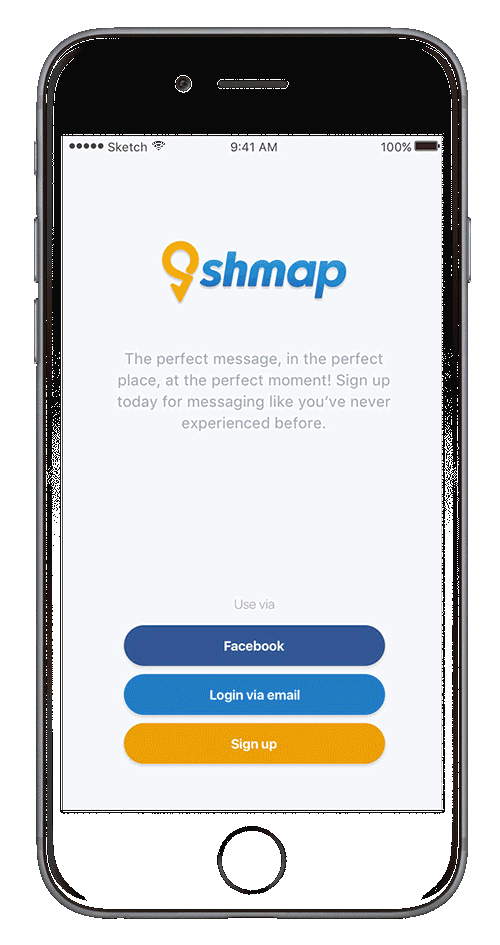 Sketch 9:41 AM 100%
shmap
The perfect message, in the perfect
place, at the perfect moment! Sign up
today for messaging like you’ve never
experienced before.
Use via
Facebook
Login via email
Sign up